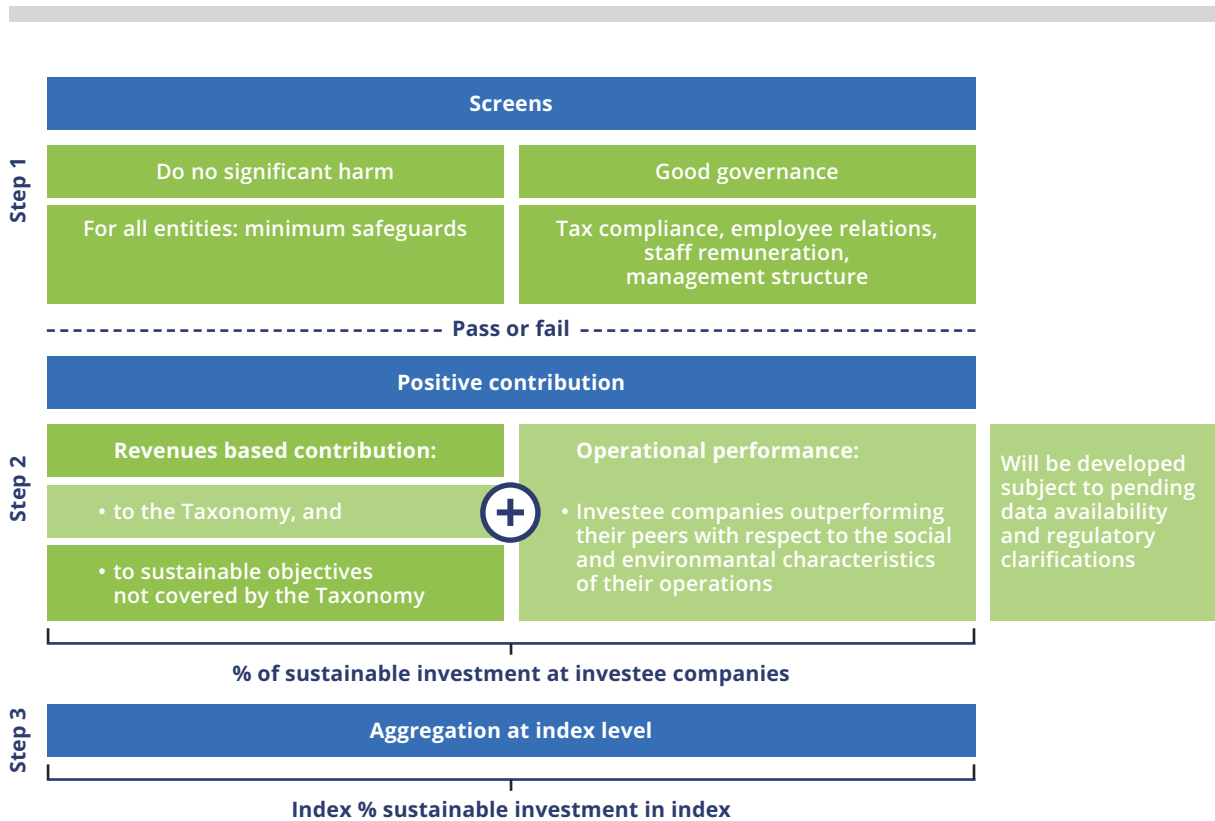 Step 1
Screens
Do no significant harm
Good governance
For all entities: minimum safeguards
Tax compliance, employee relations,
staff remuneration,
management structure
Pass or fail
Step 2
Positive contribution
Revenues based contribution:
• to the Taxonomy, and
• to sustainable objectives
not covered by the Taxonomy
+
Operational performance:
• Investee companies outperforming
their peers with respect to the social
and environmantal characteristics
of their operations
Will be developed
subject to pending
data availability
and regulatory
clarifications
% of sustainable investment at investee companies
Step 3
Aggregation at index level
Index % sustainable investment in index